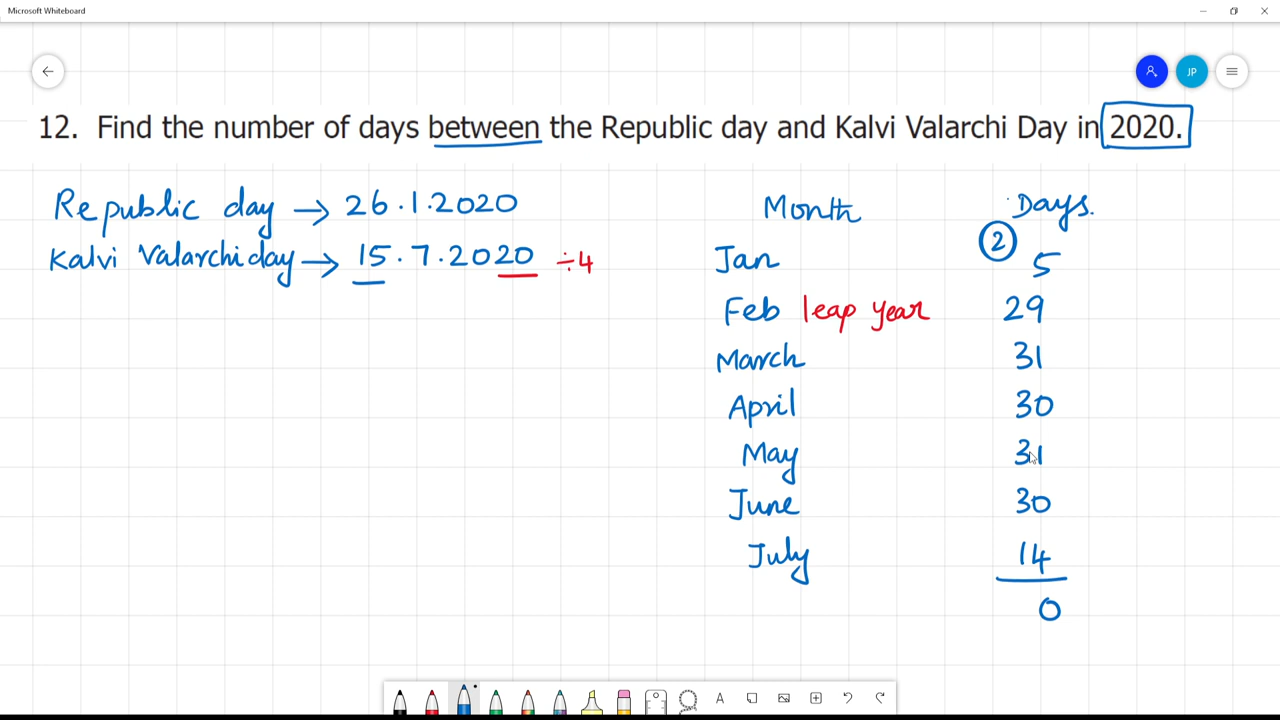 Microsoft Whiteboard
JP
12. Find the number of days between the Republic day and Kalvi Valarchi Day in 2020.
Republic day → 26.1.2020
Kalvi Valarchi day → 15.7.2020 ÷4
Month Days.
2
Jan 5
Feb leap year 29
March 31
April 30
May 31
June 30
July 14
0
A